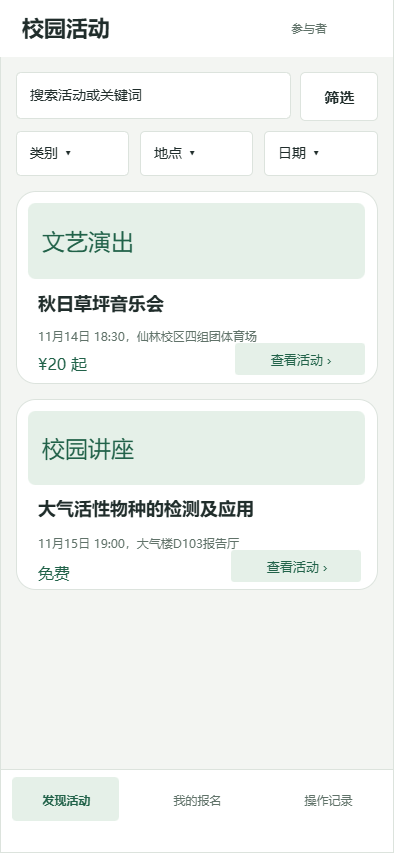 校园活动 参与者
搜索活动或关键词 筛选
类别 ▾ 地点 ▾ 日期 ▾
文艺演出
秋日草坪音乐会
11月14日 18:30，仙林校区四组团体育场
¥20 起 查看活动 ›
校园讲座
大气活性物种的检测及应用
11月15日 19:00，大气楼D103报告厅
免费 查看活动 ›
发现活动 我的报名 操作记录